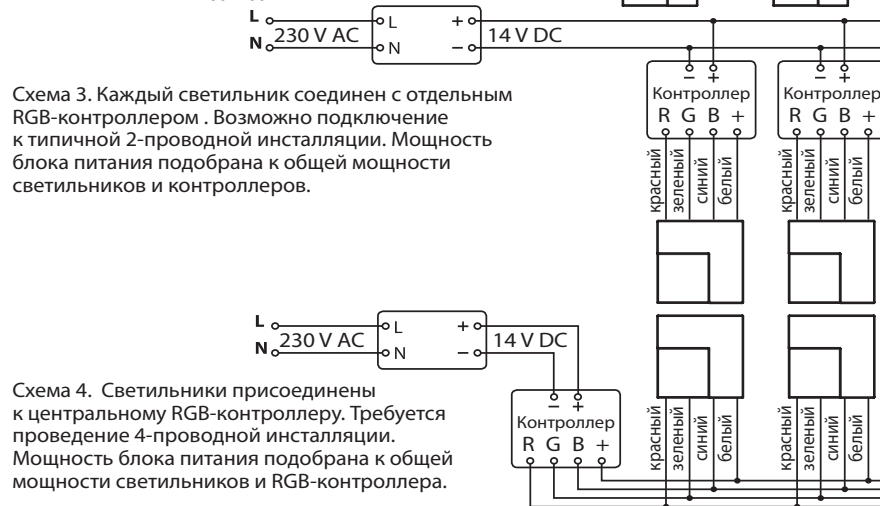 L L + 
230 V AC 14 V DC
N N –
– + – +
Контроллер Контроллер
R G B + R G B +
красный зеленый синий белый красный зеленый синий белый
Схема 3. Каждый светильник соединен с отдельным
RGB-контроллером . Возможно подключение
к типичной 2-проводной инсталляции. Мощность
блока питания подобрана к общей мощности
светильников и контроллеров.
L L +
230 V AC 14 V DC
N N –
– +
Контроллер
R G B +
красный зеленый синий белый красный зеленый синий белый
Схема 4. Светильники присоединены
к центральному RGB-контроллеру. Требуется
проведение 4-проводной инсталляции.
Мощность блока питания подобрана к общей
мощности светильников и RGB-контроллера.